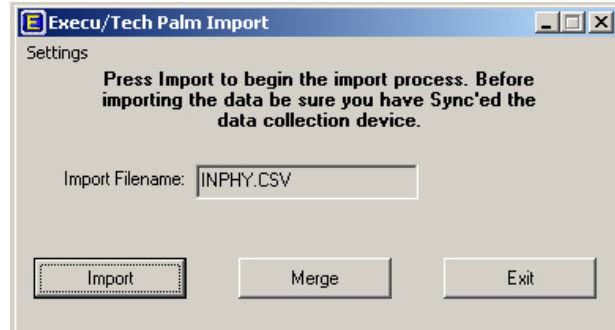 E Execu/Tech Palm Import
Settings
Press Import to begin the import process. Before
importing the data be sure you have Sync'ed the
data collection device.
Import Filename: INPHY.CSV
Import Merge Exit